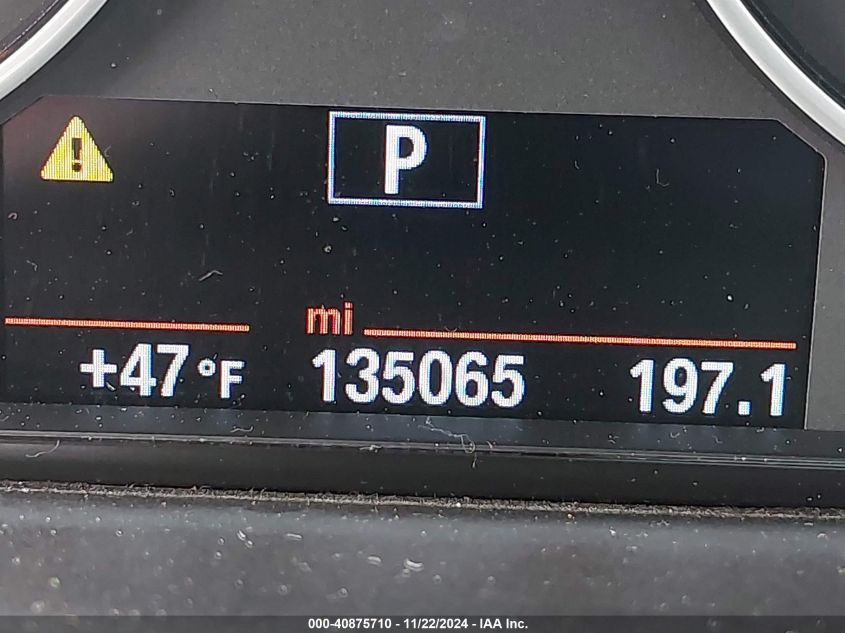 P
mi
+47 °F 135065 197.1
000-40875710 - 11/22/2024 - IAA Inc.